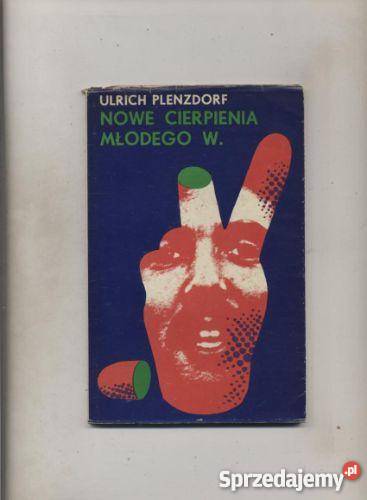 ULRICH PLENZDORF
NOWE CIERPIENIA
MŁODEGO W.
Sprzedajemy.pl